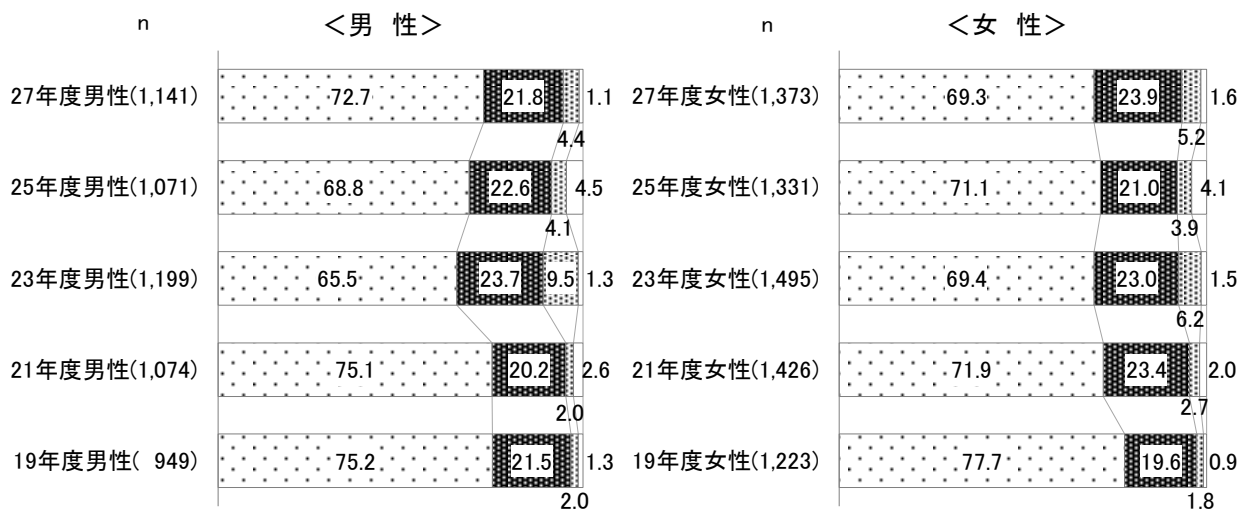 n ＜男 性＞ n ＜女 性＞
27年度男性(1,141) 72.7 21.8 1.1 27年度女性(1,373) 69.3 23.9 1.6
4.4 5.2
25年度男性(1,071) 68.8 22.6 4.5 25年度女性(1,331) 71.1 21.0 4.1
4.1 3.9
23年度男性(1,199) 65.5 23.7 9.5 1.3 23年度女性(1,495) 69.4 23.0 1.5
6.2
21年度男性(1,074) 75.1 20.2 2.6 21年度女性(1,426) 71.9 23.4 2.0
2.0 2.7
19年度男性( 949) 75.2 21.5 1.3 19年度女性(1,223) 77.7 19.6 0.9
2.0 1.8